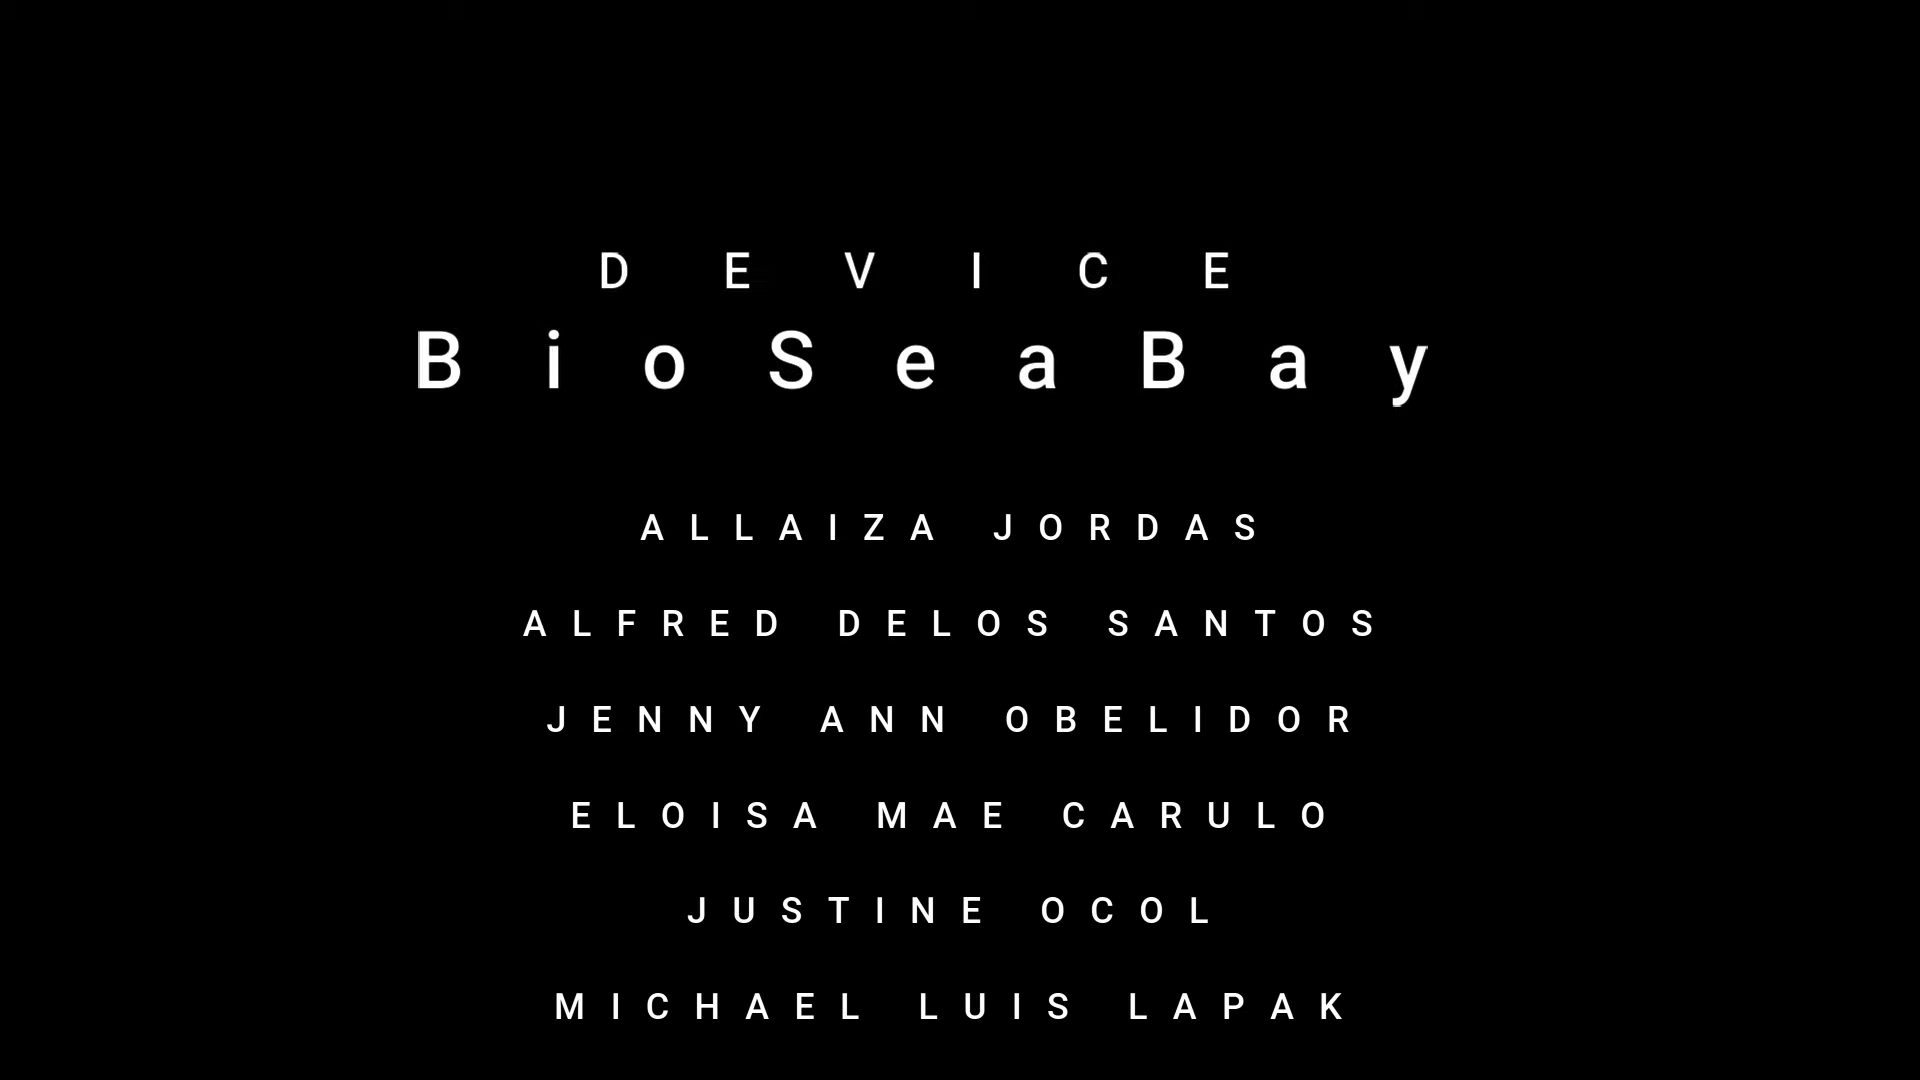 DEVICE
BioSeaBay
ALLAIZA JORDAS
ALFRED DELOS SANTOS
JENNY ANN OBELIDOR
ELOISA MAE CARULO
JUSTINE OCOL
MICHAEL LUIS LAPAK